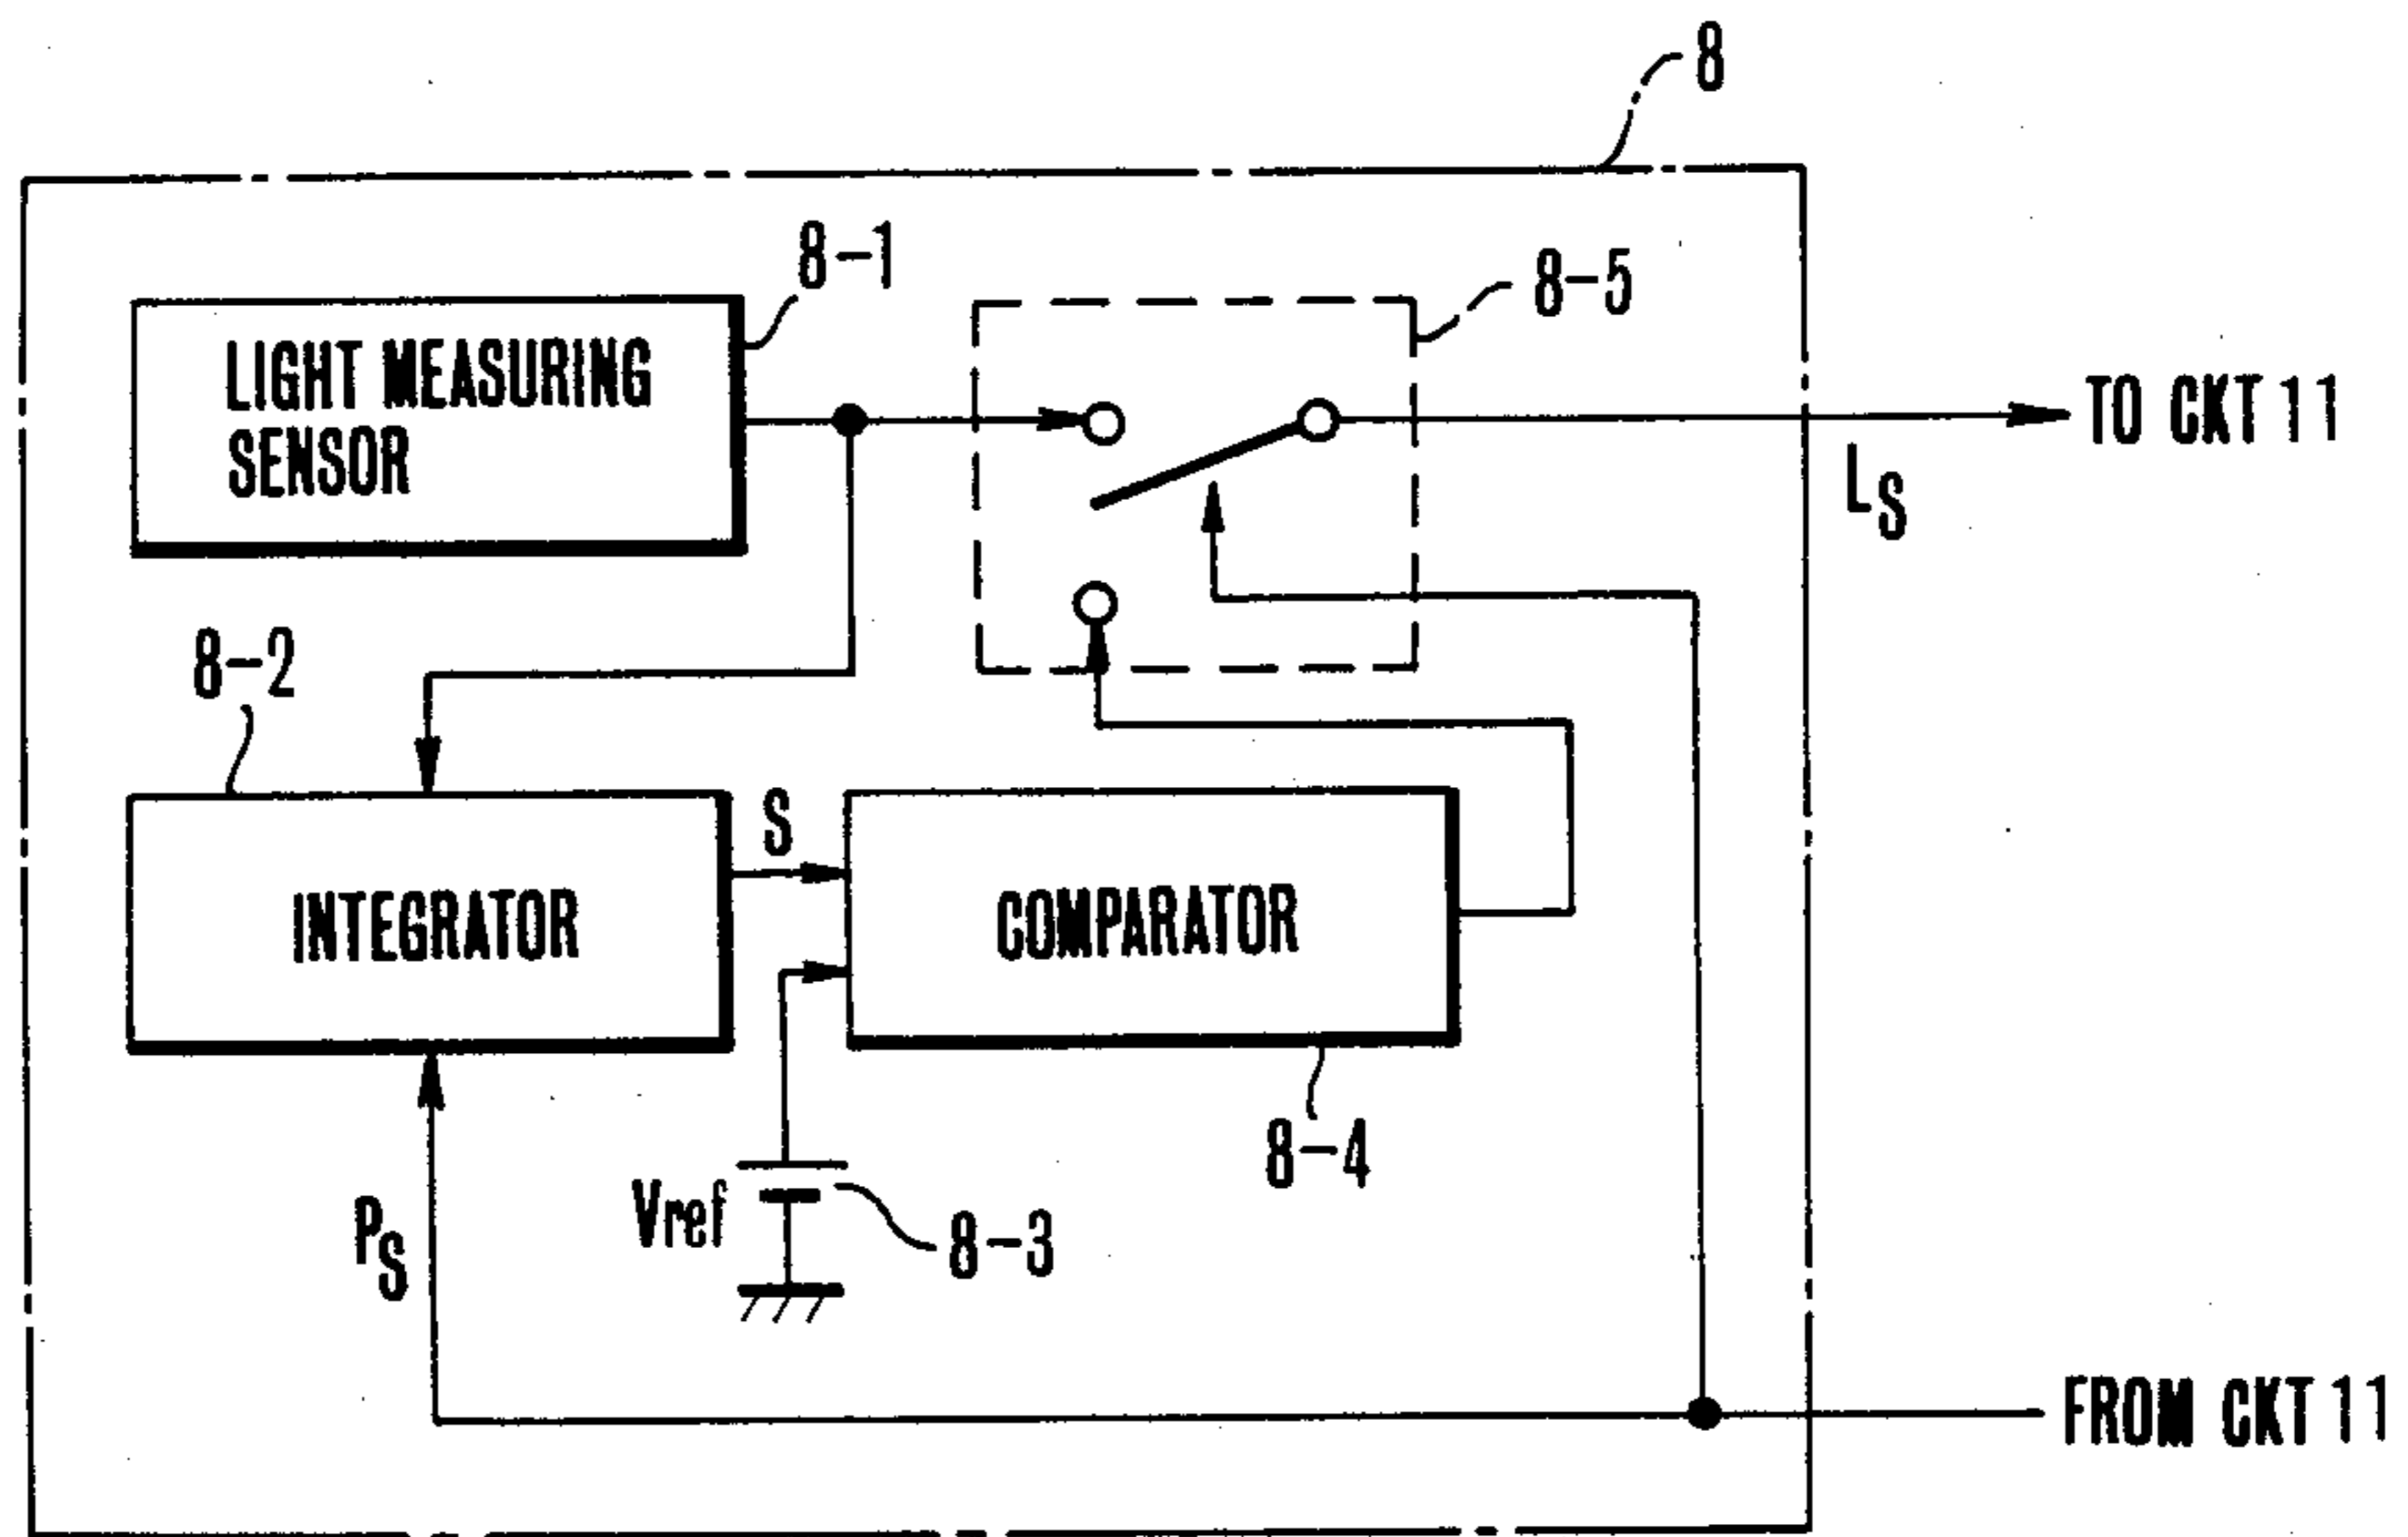 8
8-1
8-5
LIGHT MEASURING
SENSOR
TO CKT 11
LS
8-2
S
INTEGRATOR
COMPARATOR
8-4
PS
Vref
8-3
FROM CKT 11